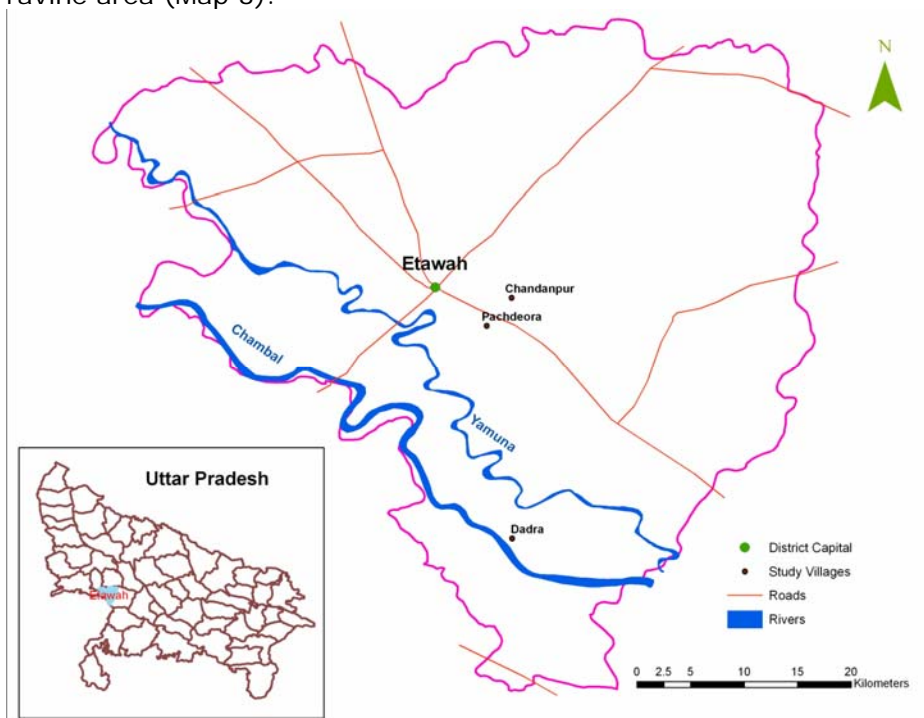 ravine area (Map 3).
N
Etawah
Chandanpur
Pachdeora
Chambal
Yamuna
Uttar Pradesh
Etawah
Dadra
District Capital
Study Villages
Roads
Rivers
0 2.5 5 10 15 20
Kilometers